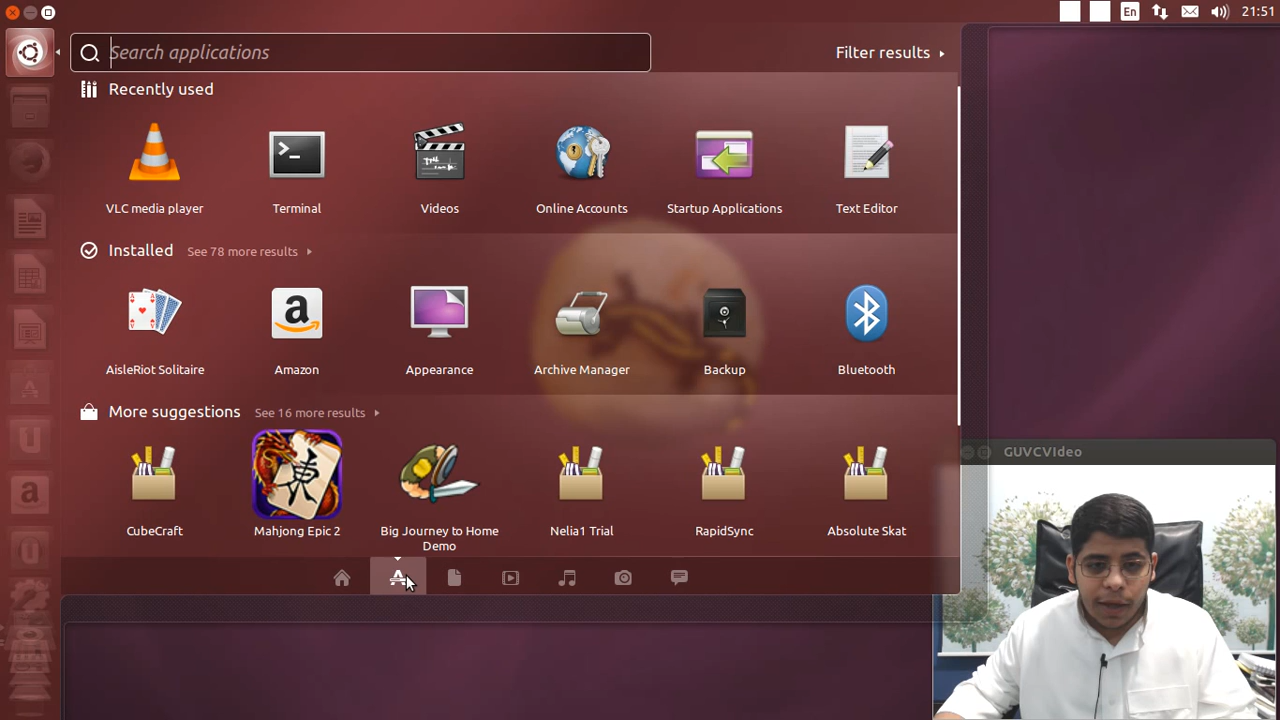 En 21:51
Search applications
Filter results
Recently used
VLC media player Terminal Videos Online Accounts Startup Applications Text Editor
Installed See 78 more results
AisleRiot Solitaire Amazon Appearance Archive Manager Backup Bluetooth
More suggestions See 16 more results
CubeCraft Mahjong Epic 2 Big Journey to Home Nelia1 Trial RapidSync Absolute Skat
Demo
GUVCVIdeo